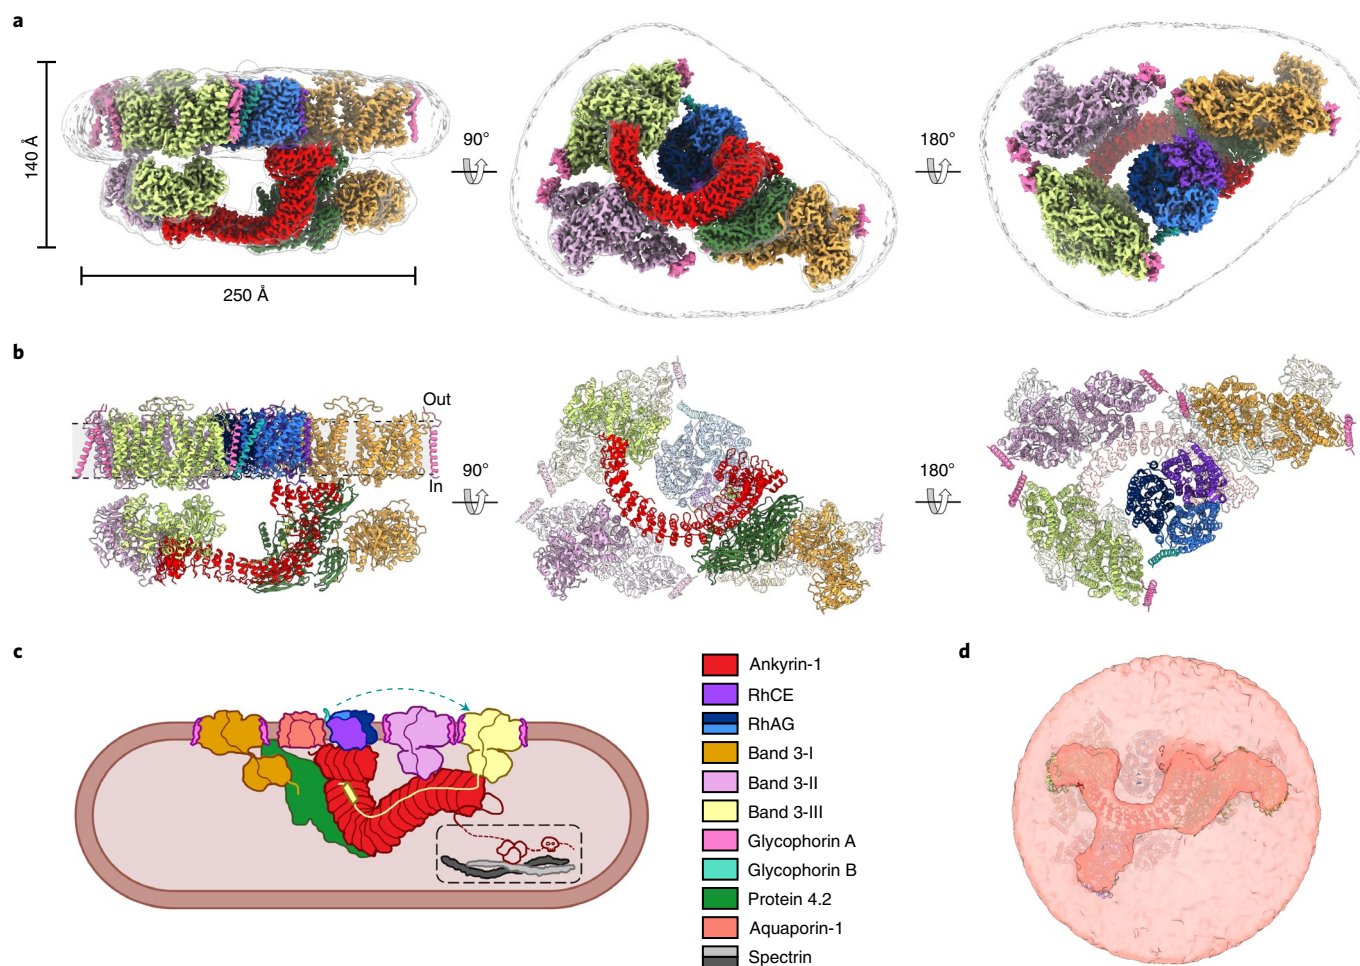 a
140 Å
250 Å
90°
180°
b
Out
In
90°
180°
c
Ankyrin-1
RhCE
RhAG
Band 3-I
Band 3-II
Band 3-III
Glycophorin A
Glycophorin B
Protein 4.2
Aquaporin-1
Spectrin
d